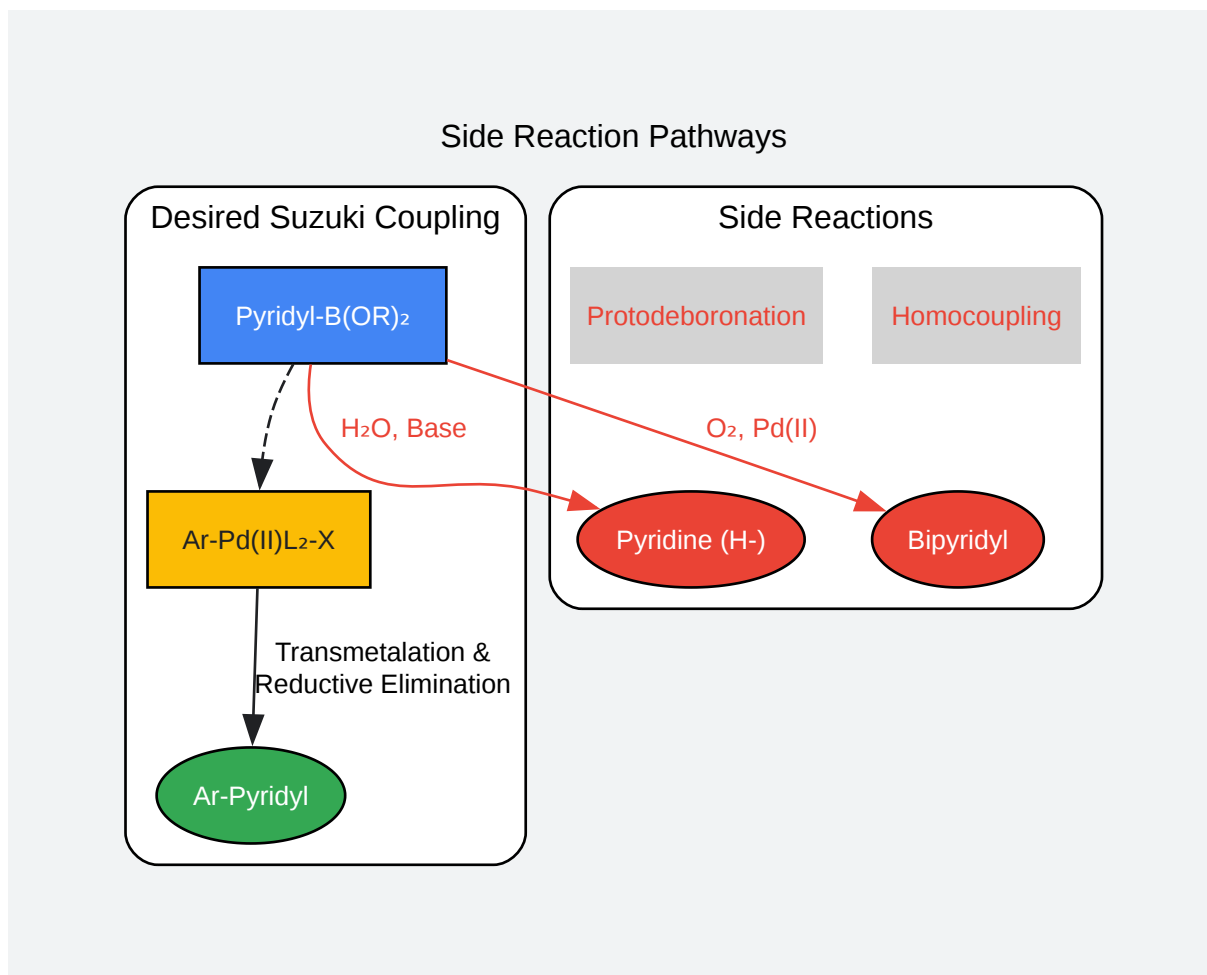 Side Reaction Pathways
Desired Suzuki Coupling
Side Reactions
Pyridyl-B(OR)₂
Protodeboronation
Homocoupling
H₂O, Base
O₂, Pd(II)
Ar-Pd(II)L₂-X
Pyridine (H-)
Bipyridyl
Transmetalation &
Reductive Elimination
Ar-Pyridyl